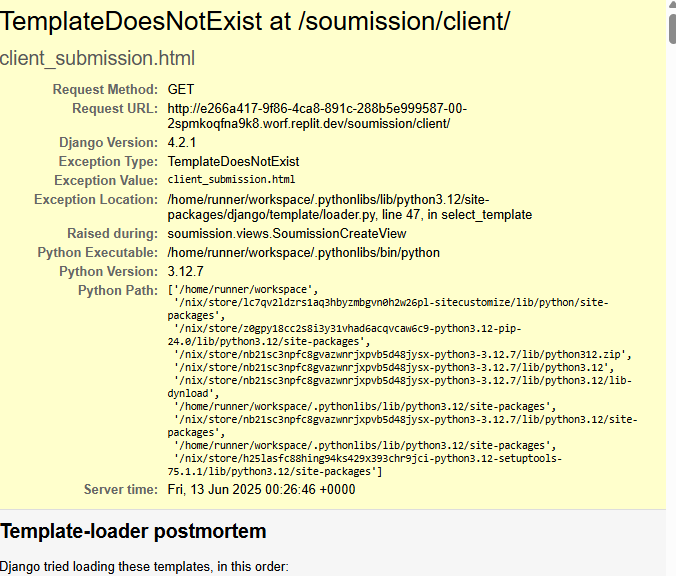 TemplateDoesNotExist at /soumission/client/
client_submission.html
Request Method: GET
Request URL: http://e266a417-9f86-4ca8-891c-288b5e999587-00-
2spmkoqfna9k8.worf.replit.dev/soumission/client/
Django Version: 4.2.1
Exception Type: TemplateDoesNotExist
Exception Value: client_submission.html
Exception Location: /home/runner/workspace/.pythonlibs/lib/python3.12/site-
packages/django/template/loader.py, line 47, in select_template
Raised during: soumission.views.SoumissionCreateView
Python Executable: /home/runner/workspace/.pythonlibs/bin/python
Python Version: 3.12.7
Python Path: ['/home/runner/workspace',
'/nix/store/lc7qv2ldzrs1aq3hbyzmbgvn0h2w26pl-sitecustomize/lib/python/site-
packages',
'/nix/store/z0gpy18cc2s8i3y31vhad6acqvcaw6c9-python3.12-pip-
24.0/lib/python3.12/site-packages',
'/nix/store/nb21sc3npfc8gvazwnrjxpvb5d48jysx-python3-3.12.7/lib/python312.zip',
'/nix/store/nb21sc3npfc8gvazwnrjxpvb5d48jysx-python3-3.12.7/lib/python3.12',
'/nix/store/nb21sc3npfc8gvazwnrjxpvb5d48jysx-python3-3.12.7/lib/python3.12/lib-
dynload',
'/home/runner/workspace/.pythonlibs/lib/python3.12/site-packages',
'/nix/store/nb21sc3npfc8gvazwnrjxpvb5d48jysx-python3-3.12.7/lib/python3.12/site-
packages',
'/home/runner/workspace/.pythonlibs/lib/python3.12/site-packages',
'/nix/store/h25lasfc88hing94ks429x393chr9jci-python3.12-setuptools-
75.1.1/lib/python3.12/site-packages']
Server time: Fri, 13 Jun 2025 00:26:46 +0000
Template-loader postmortem
Django tried loading these templates, in this order: